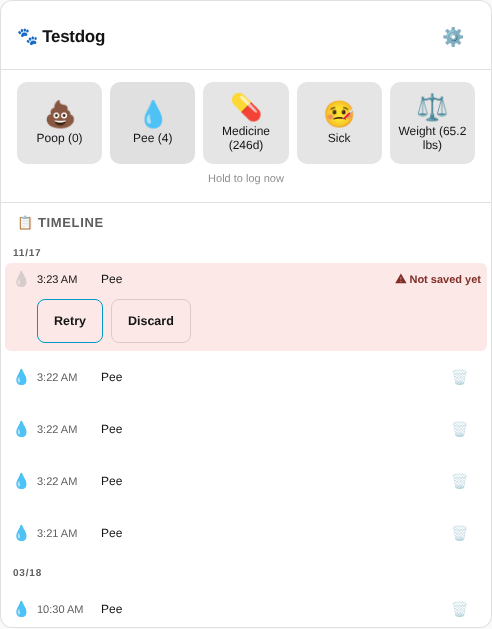 Testdog
Poop (0)
Pee (4)
Medicine
(246d)
Sick
Weight (65.2
lbs)
Hold to log now
TIMELINE
11/17
3:23 AM Pee Not saved yet
Retry Discard
3:22 AM Pee
3:22 AM Pee
3:22 AM Pee
3:21 AM Pee
03/18
10:30 AM Pee